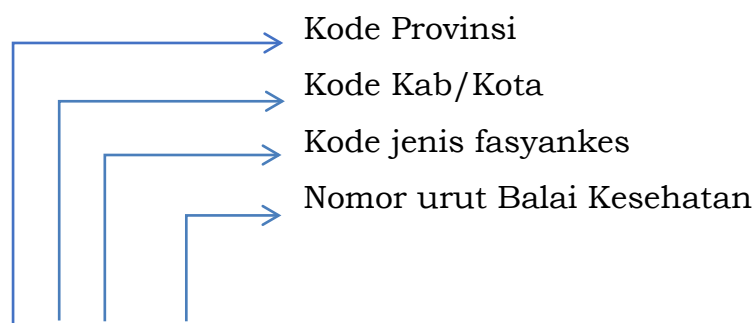 Kode Provinsi
Kode Kab/Kota
Kode jenis fasyankes
Nomor urut Balai Kesehatan